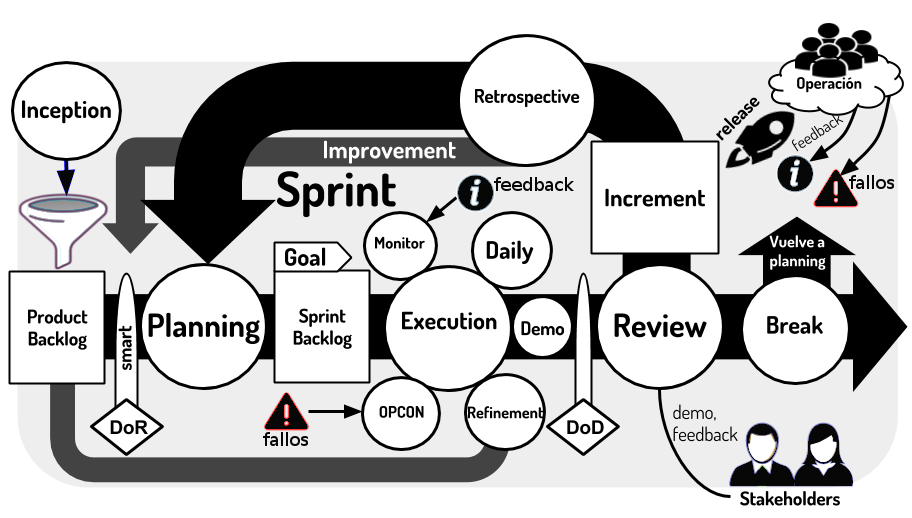 Operación
release
feedback
Inception
Retrospective
Improvement
Sprint
feedback
fallos
Increment
Monitor
Daily
Goal
Vuelve a
planning
Product
Backlog
smart
Planning
Sprint
Backlog
Execution
Demo
Review
Break
DoR
fallos
OPCON
Refinement
DoD
demo,
feedback
Stakeholders